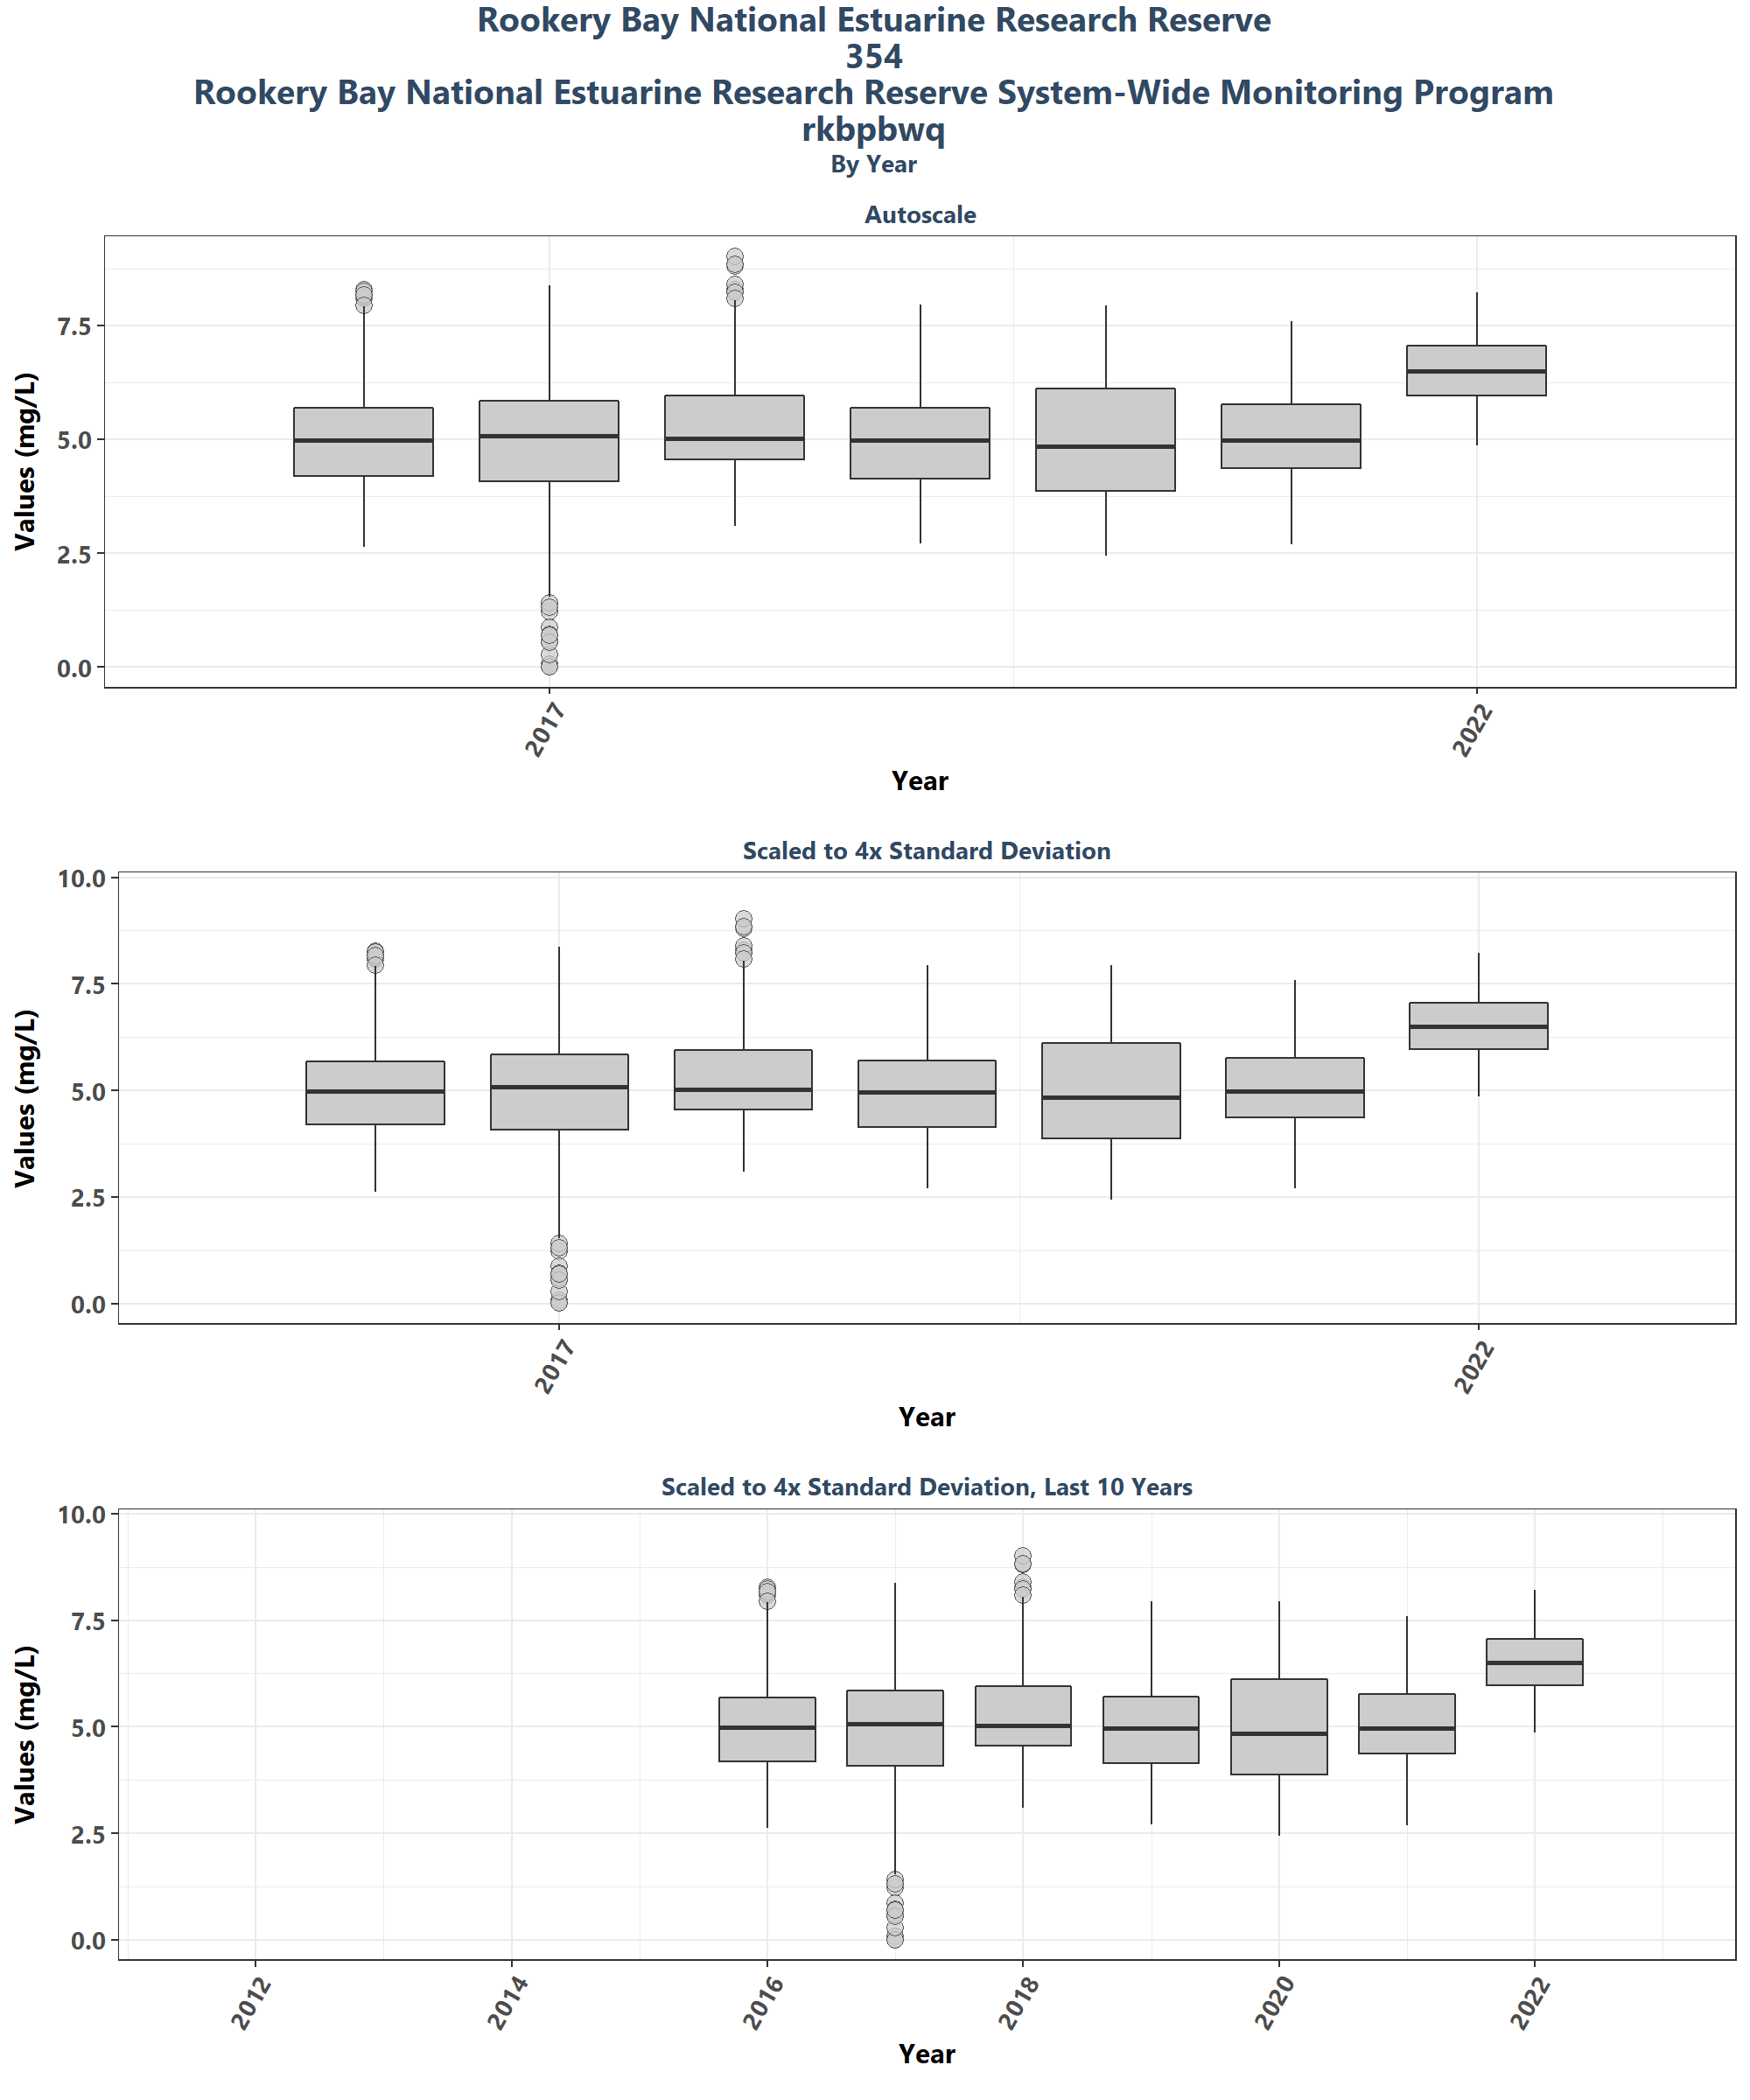 Rookery Bay National Estuarine Research Reserve
354
Rookery Bay National Estuarine Research Reserve System-Wide Monitoring Program
rkbpbwq
By Year
Autoscale
Values (mg/L)
7.5
5.0
2.5
0.0
2017
2022
Year
Scaled to 4x Standard Deviation
Values (mg/L)
10.0
7.5
5.0
2.5
0.0
2017
2022
Year
Scaled to 4x Standard Deviation, Last 10 Years
Values (mg/L)
10.0
7.5
5.0
2.5
0.0
2012
2014
2016
2018
2020
2022
Year